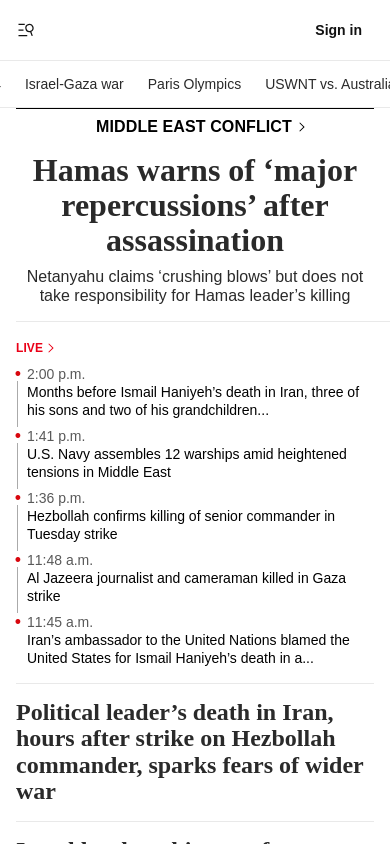 Sign in
Israel-Gaza war Paris Olympics USWNT vs. Australia
MIDDLE EAST CONFLICT
Hamas warns of ‘major
repercussions’ after
assassination
Netanyahu claims ‘crushing blows’ but does not
take responsibility for Hamas leader’s killing
LIVE
2:00 p.m.
Months before Ismail Haniyeh’s death in Iran, three of
his sons and two of his grandchildren...
1:41 p.m.
U.S. Navy assembles 12 warships amid heightened
tensions in Middle East
1:36 p.m.
Hezbollah confirms killing of senior commander in
Tuesday strike
11:48 a.m.
Al Jazeera journalist and cameraman killed in Gaza
strike
11:45 a.m.
Iran’s ambassador to the United Nations blamed the
United States for Ismail Haniyeh’s death in a...
Political leader’s death in Iran,
hours after strike on Hezbollah
commander, sparks fears of wider
war